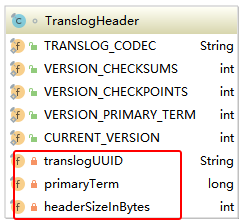 TranslogHeader
TRANSLOG_CODEC String
VERSION_CHECKSUMS int
VERSION_CHECKPOINTS int
VERSION_PRIMARY_TERM int
CURRENT_VERSION int
translogUUID String
primaryTerm long
headerSizeInBytes int